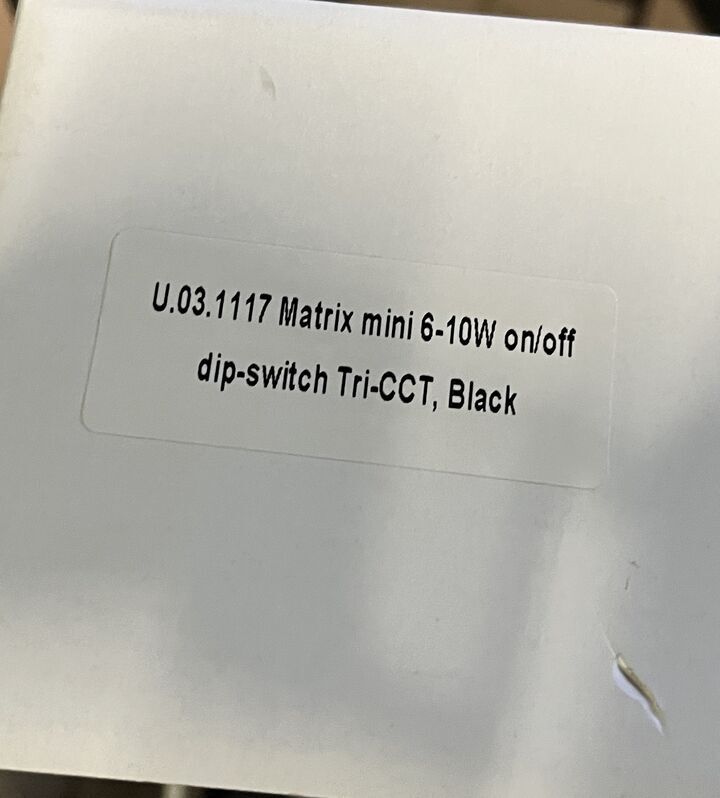 U.03.1117 Matrix mini 6-10W on/off
dip-switch Tri-CCT, Black